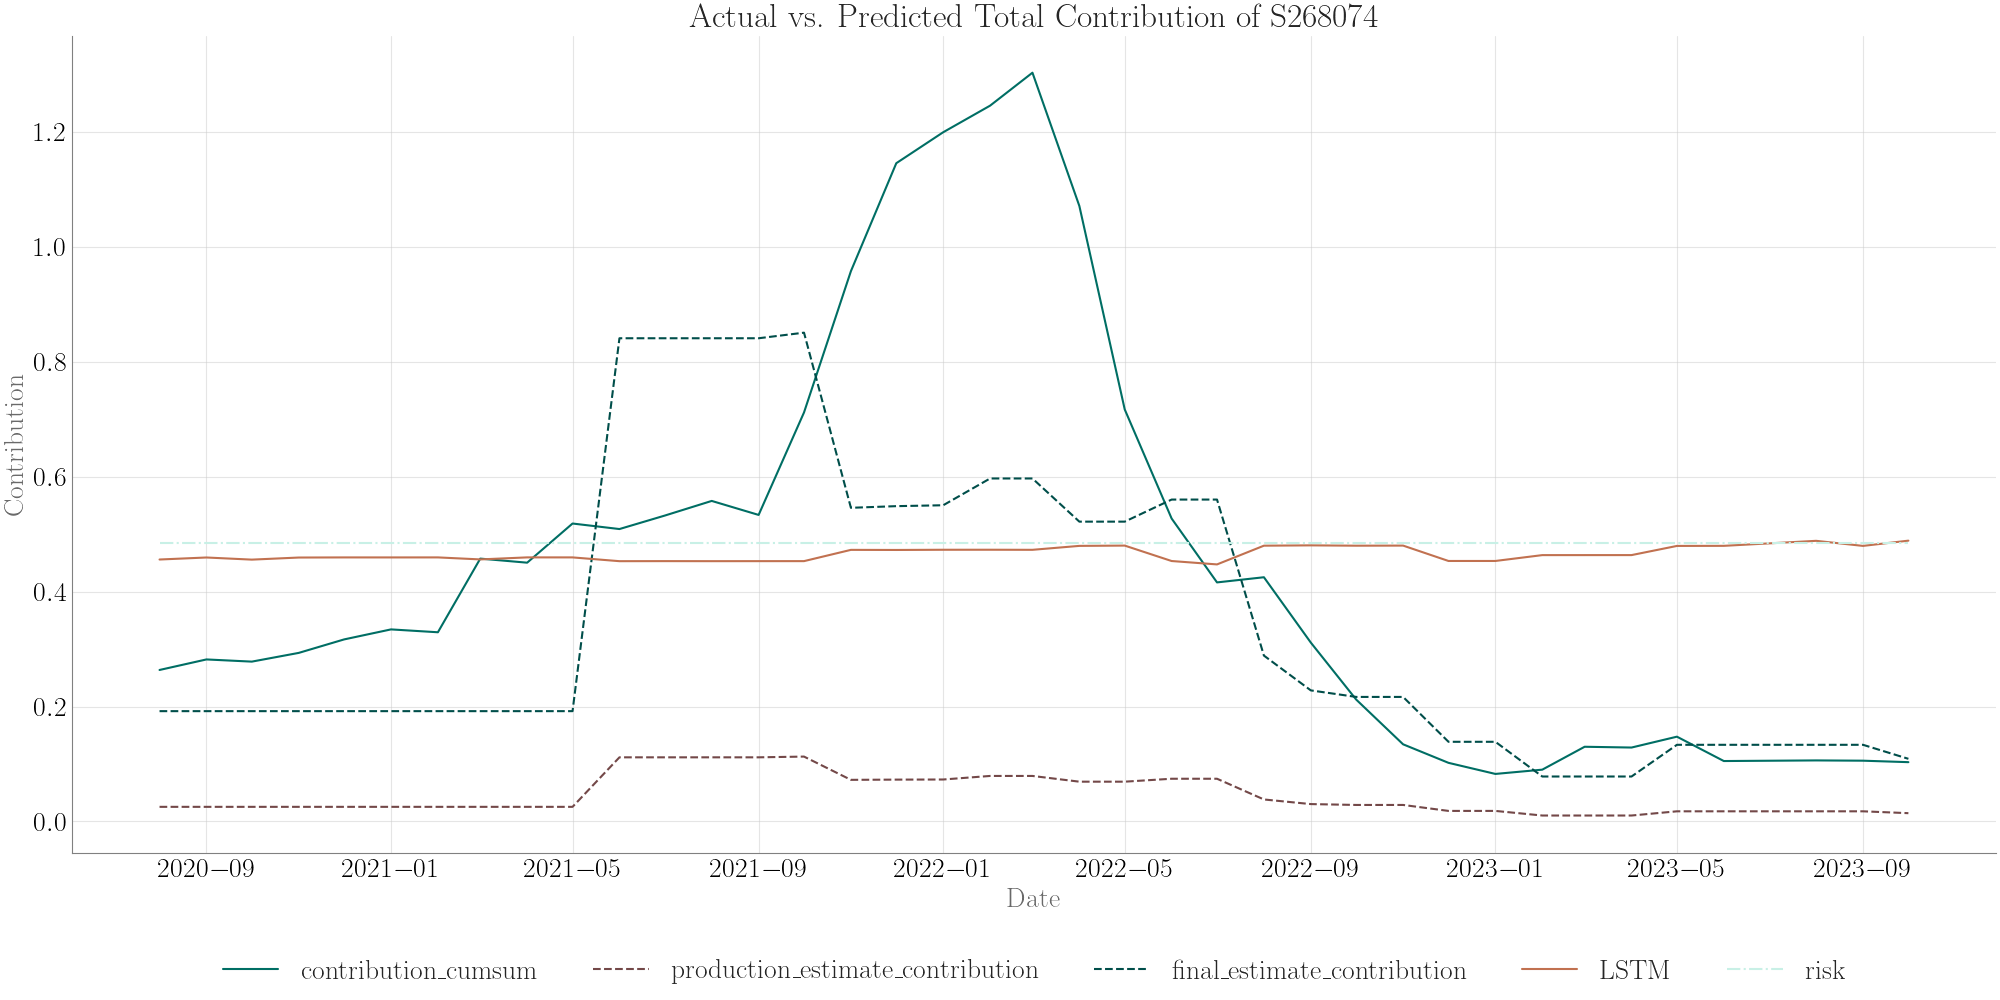 Actual vs. Predicted Total Contribution of S268074
Contribution
1.2
1.0
0.8
0.6
0.4
0.2
0.0
2020−09 2021−01 2021−05 2021−09 2022−01 2022−05 2022−09 2023−01 2023−05 2023−09
Date
contribution_cumsum production_estimate_contribution final_estimate_contribution LSTM risk